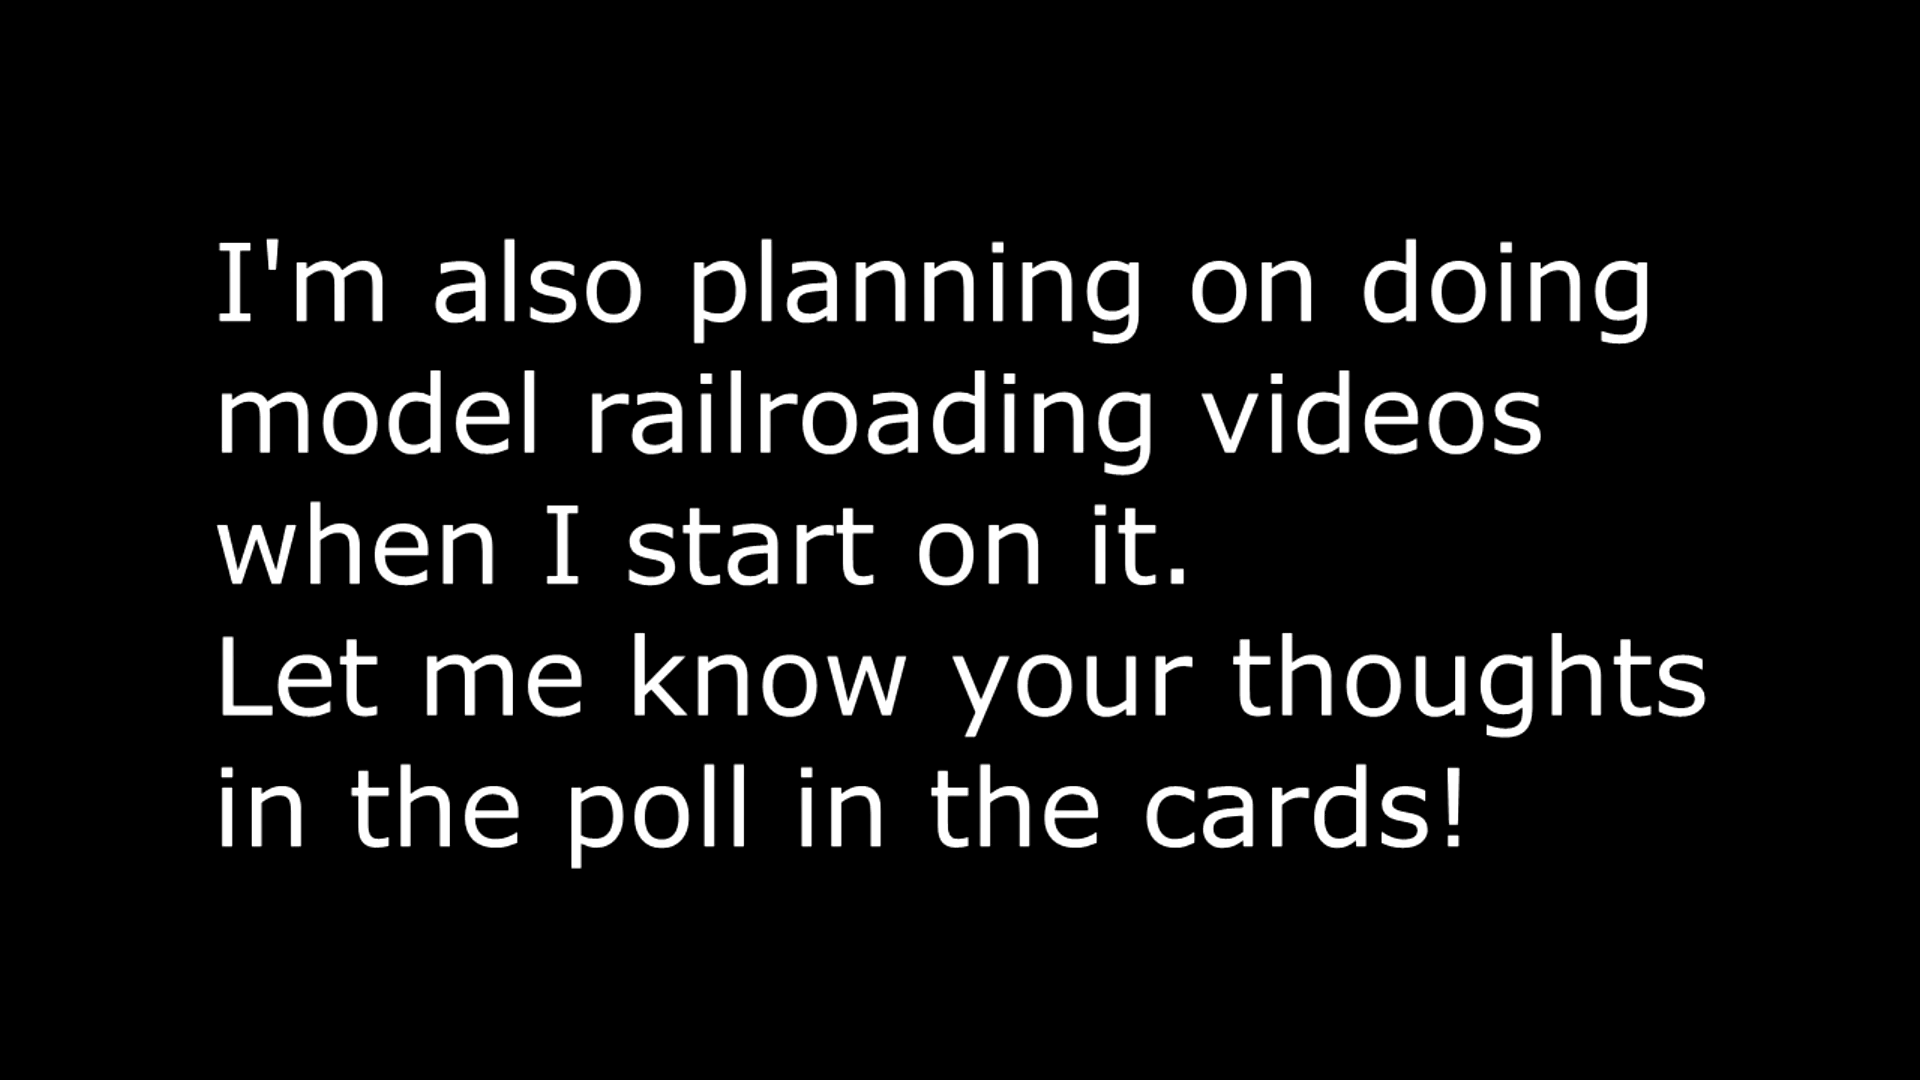 I'm also planning on doing
model railroading videos
when I start on it.
Let me know your thoughts
in the poll in the cards!